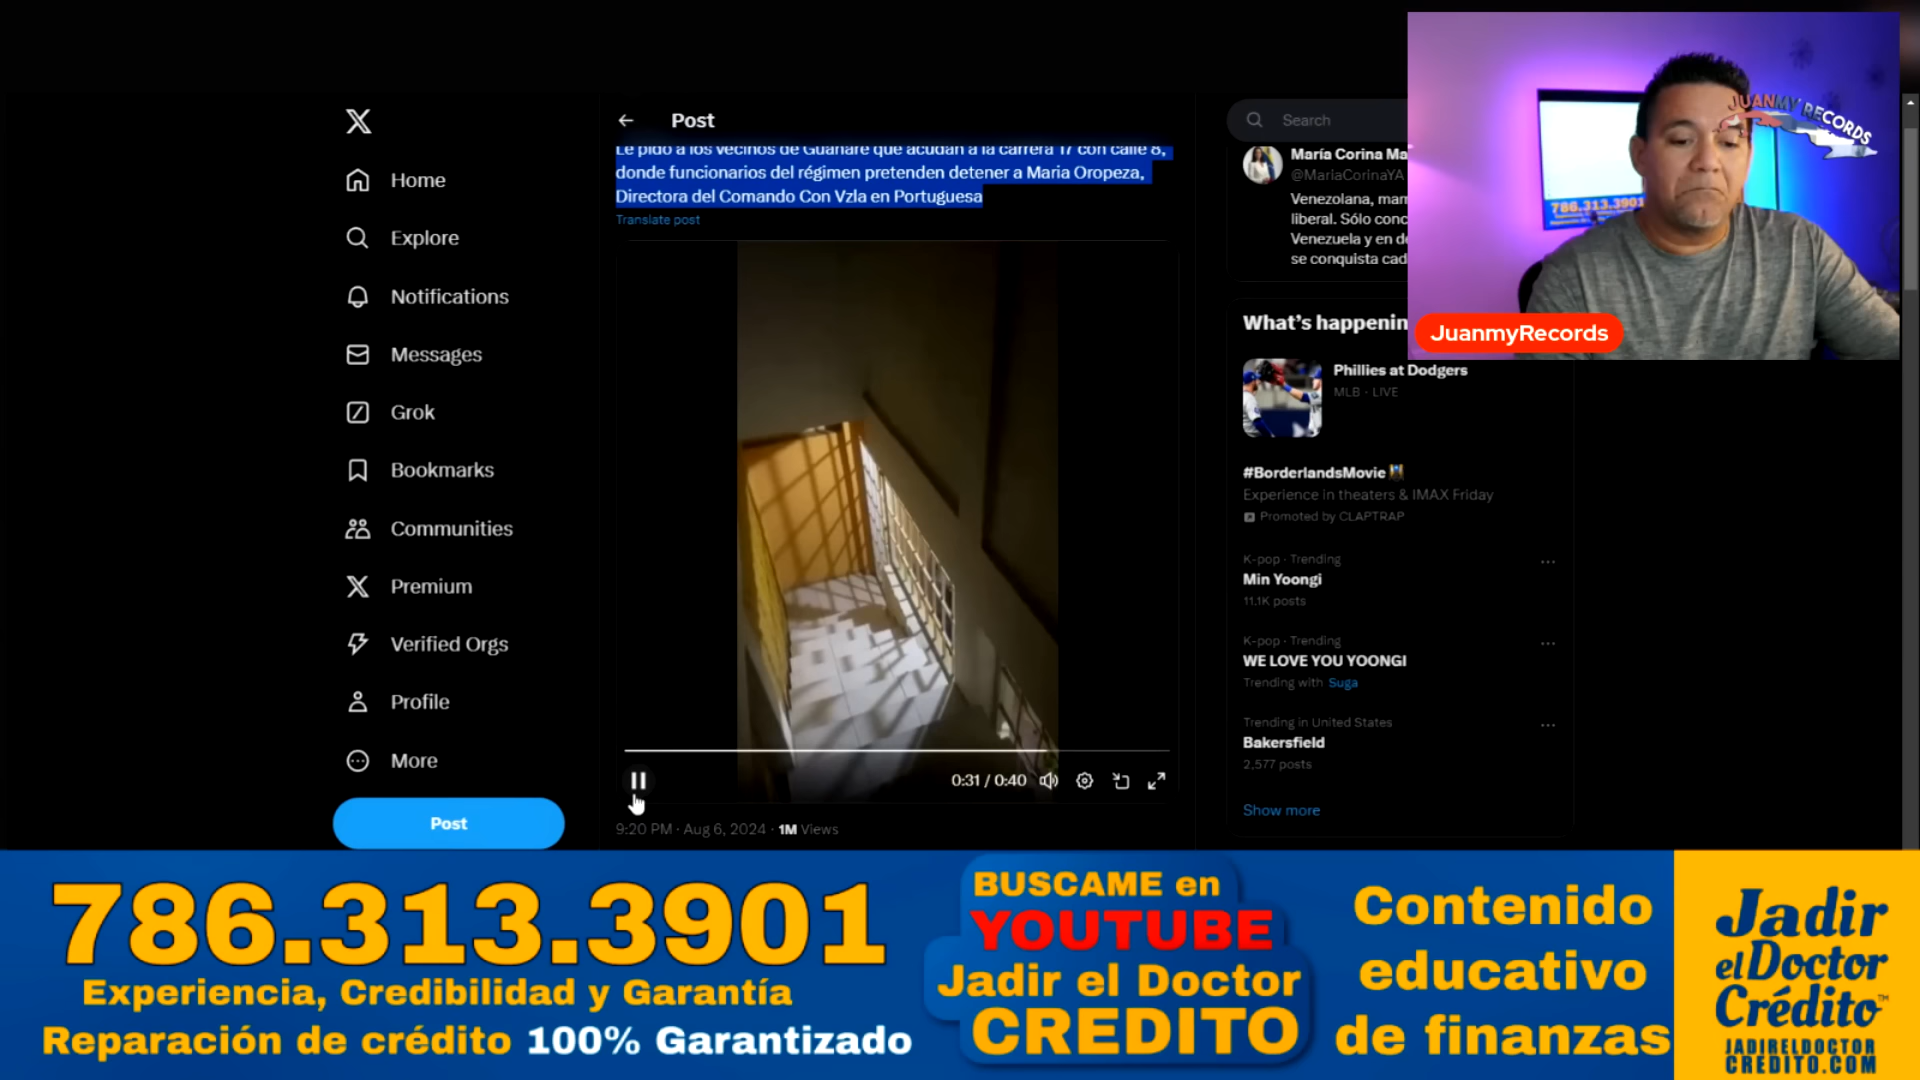 Post
Le pido a los vecinos de Guanare que acudan a la carrera 17 con calle 8,
donde funcionarios del régimen pretenden detener a Maria Oropeza,
Directora del Comando Con Vzla en Portuguesa
Translate post
Home
Explore
Notifications
Messages
Grok
Bookmarks
Communities
Premium
Verified Orgs
Profile
More
Post
0:31 / 0:40
9:20 PM · Aug 6, 2024 · 1M Views
Search
María Corina Ma
@MariaCorinaYA
Venezolana, mam
liberal. Sólo conc
Venezuela y en de
se conquista cad
What's happenin
Phillies at Dodgers
MLB · LIVE
#BorderlandsMovie
Experience in theaters & IMAX Friday
Promoted by CLAPTRAP
K-pop · Trending
Min Yoongi
11.1K posts
K-pop · Trending
WE LOVE YOU YOONGI
Trending with Suga
Trending in United States
Bakersfield
2,577 posts
Show more
JUANMY RECORDS
786.313.3901
JuanmyRecords
786.313.3901
Experiencia, Credibilidad y Garantía
Reparación de crédito 100% Garantizado
BUSCAME en
YOUTUBE
Jadir el Doctor
CREDITO
Contenido
educativo
de finanzas
Jadir
el Doctor
Crédito™
JADIRELDOCTOR
CREDITO.COM